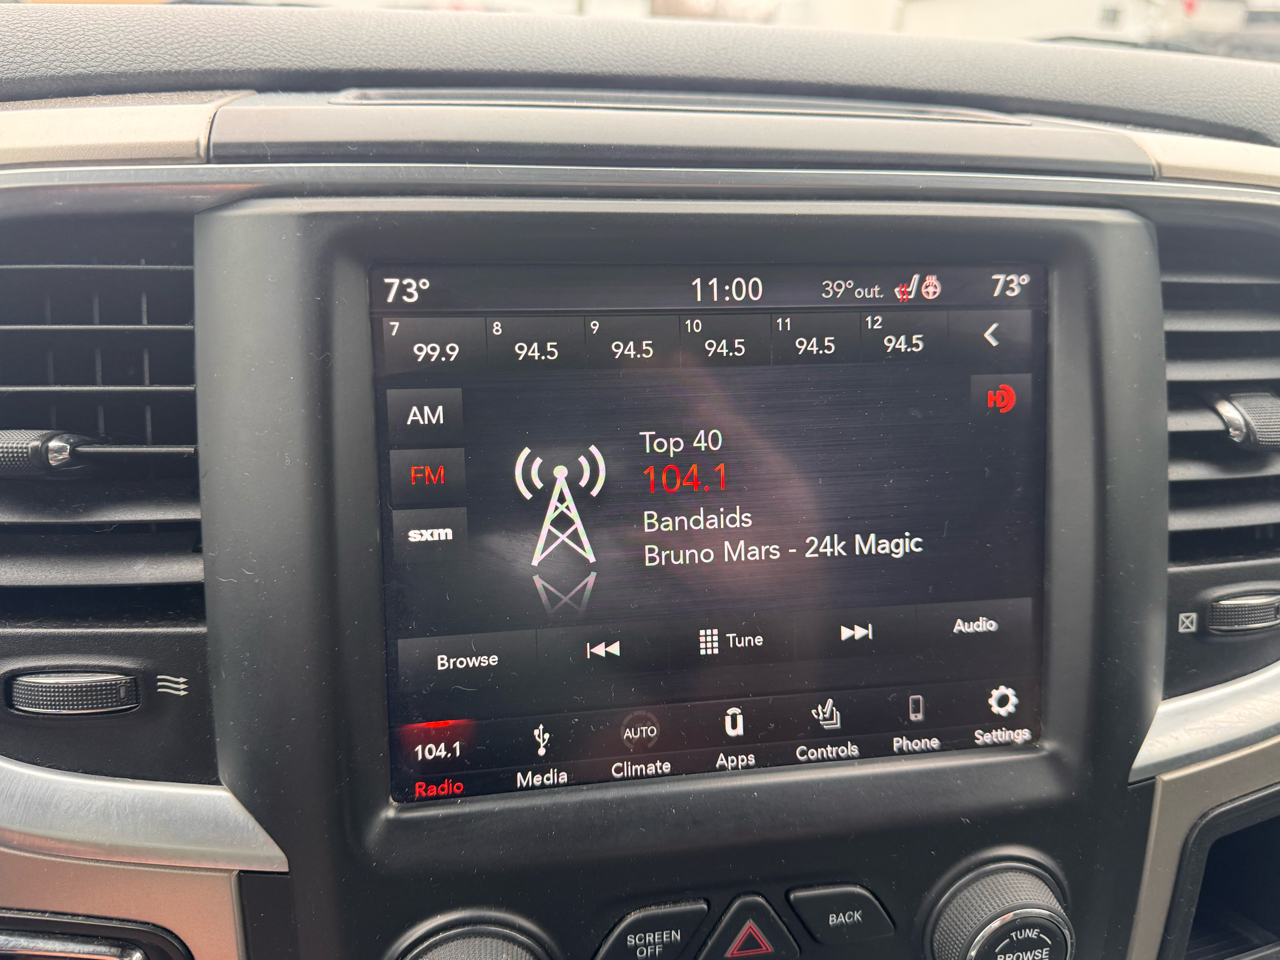 73° 11:00 39°out. 73°
7 8 9 10 11 12
99.9 94.5 94.5 94.5 94.5 94.5
AM
HD
Top 40
FM
104.1
sxm
Bandaids
Bruno Mars - 24k Magic
Browse Tune Audio
104.1 AUTO
Radio Media Climate Apps Controls Phone Settings
SCREEN
OFF
BACK
TUNE
BROWSE